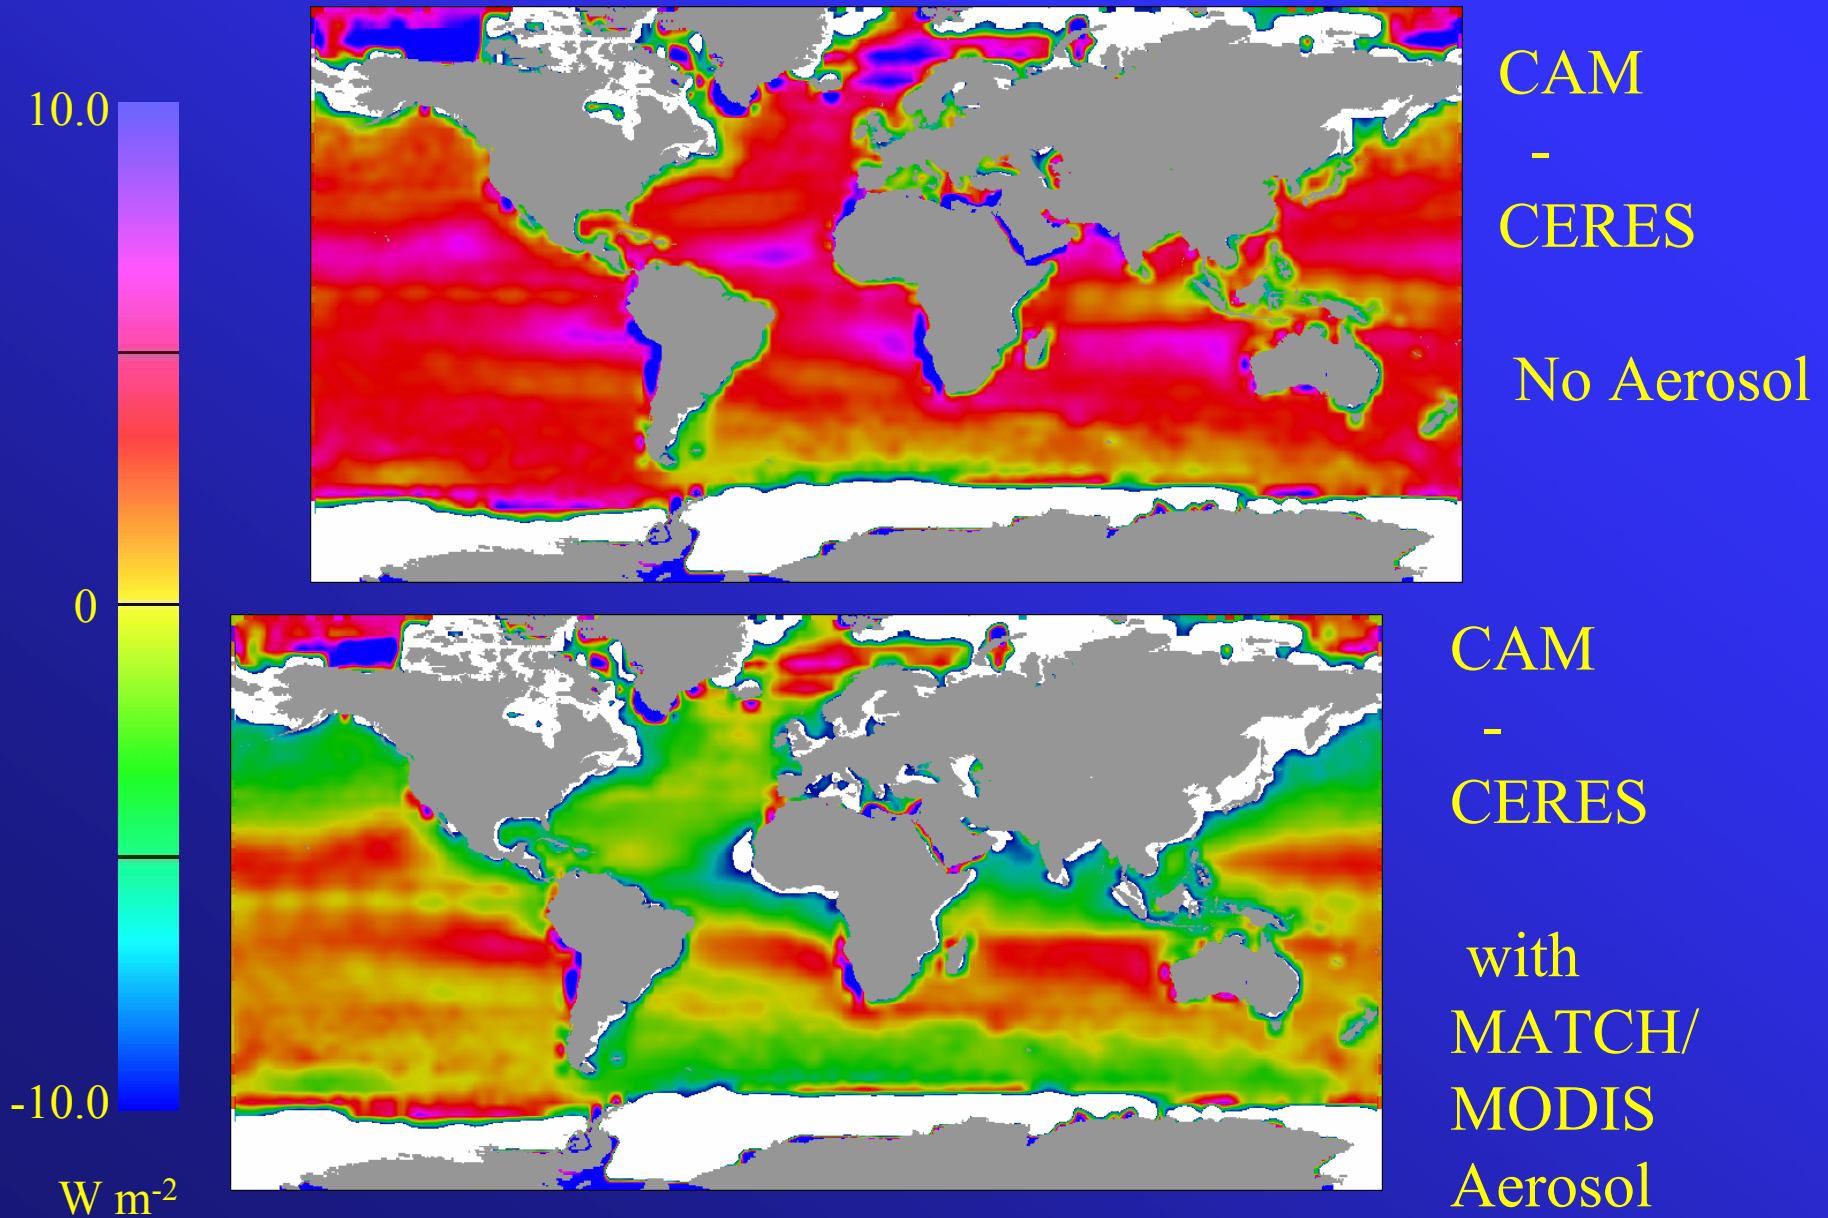 10.0
0
-10.0
W m-2
CAM
-
CERES
No Aerosol
CAM
-
CERES
with
MATCH/
MODIS
Aerosol